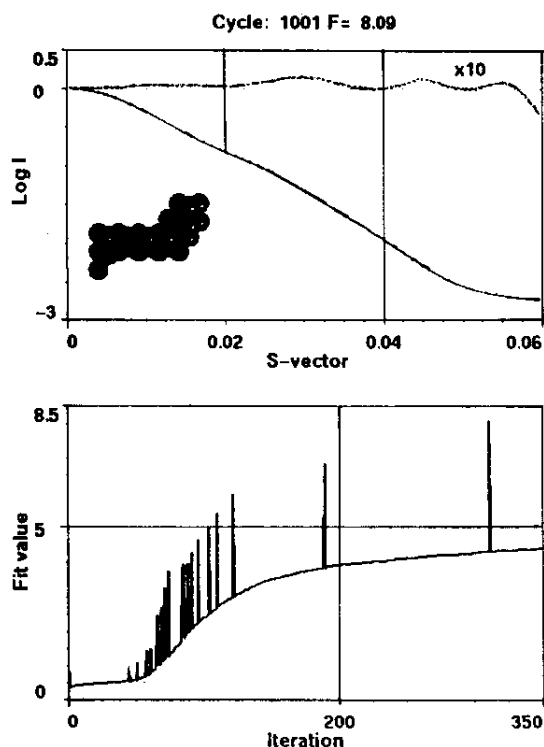 Cycle: 1001 F= 8.09
0.5
0
x10
Log I
-3
0
0.02
0.04
0.06
S-vector
8.5
5
Fit value
0
0
200
350
Iteration